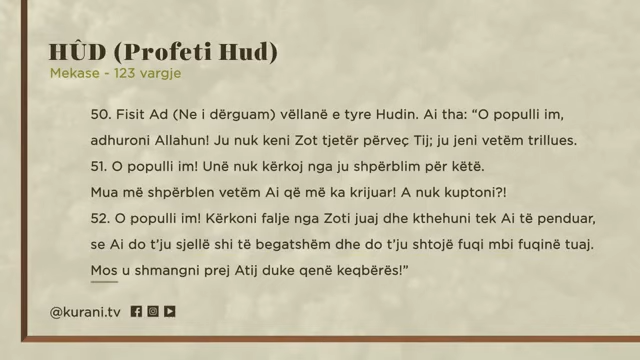 HÛD (Profeti Hud)
Mekase - 123 vargje
50. Fisit Ad (Ne i dërguam) vëllanë e tyre Hudin. Ai tha: “O populli im,
adhuroni Allahun! Ju nuk keni Zot tjetër përveç Tij; ju jeni vetëm trillues.
51. O populli im! Unë nuk kërkoj nga ju shpërblim për këtë.
Mua më shpërblen vetëm Ai që më ka krijuar! A nuk kuptoni?!
52. O populli im! Kërkoni falje nga Zoti juaj dhe kthehuni tek Ai të penduar,
se Ai do t’ju sjellë shi të begatshëm dhe do t’ju shtojë fuqi mbi fuqinë tuaj.
Mos u shmangni prej Atij duke qenë keqbërës!”
@kurani.tv